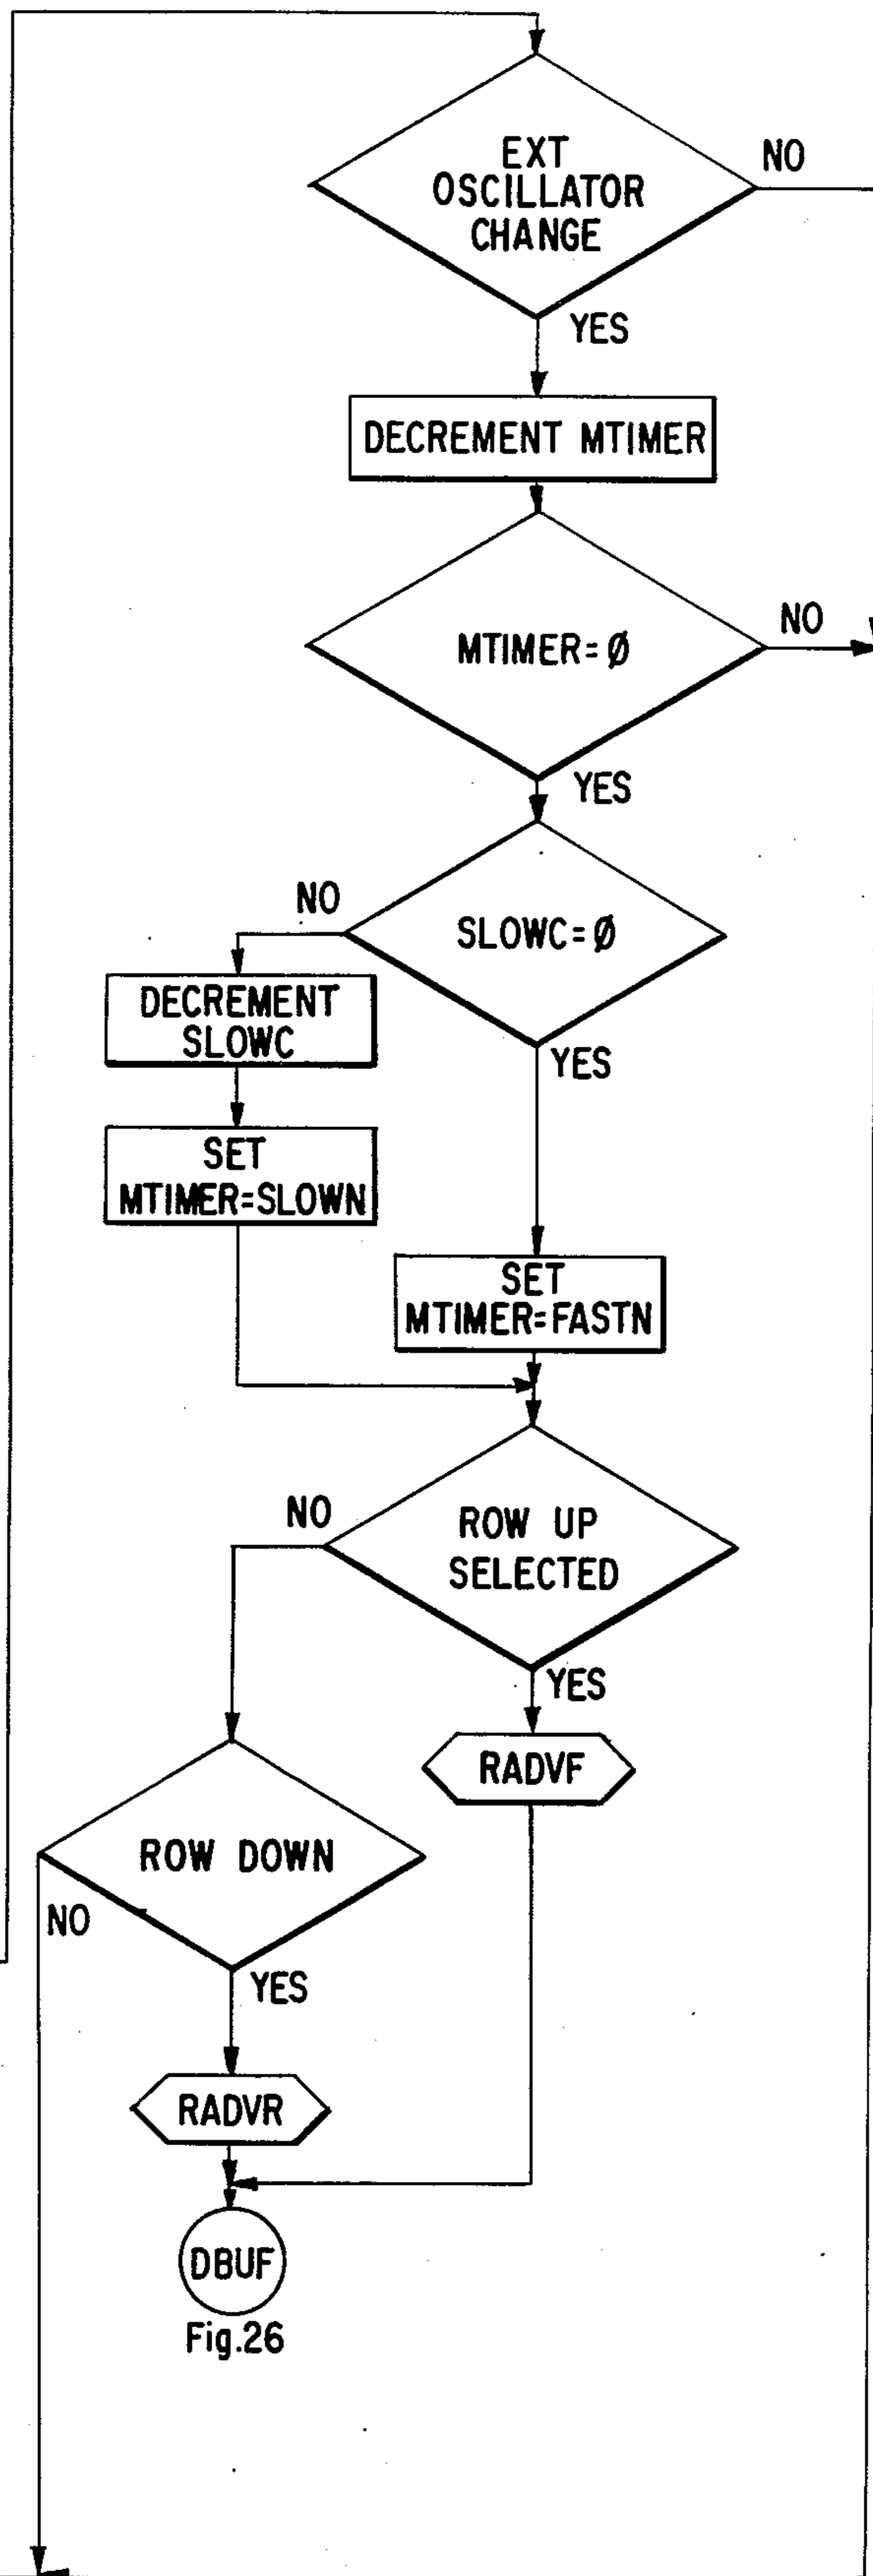 EXT
OSCILLATOR
CHANGE
NO
YES
DECREMENT MTIMER
MTIMER=Ø
NO
YES
SLOWC=Ø
NO
YES
DECREMENT
SLOWC
SET
MTIMER=SLOWN
SET
MTIMER=FASTN
ROW UP
SELECTED
NO
YES
RADVF
ROW DOWN
NO
YES
RADVR
DBUF
Fig.26